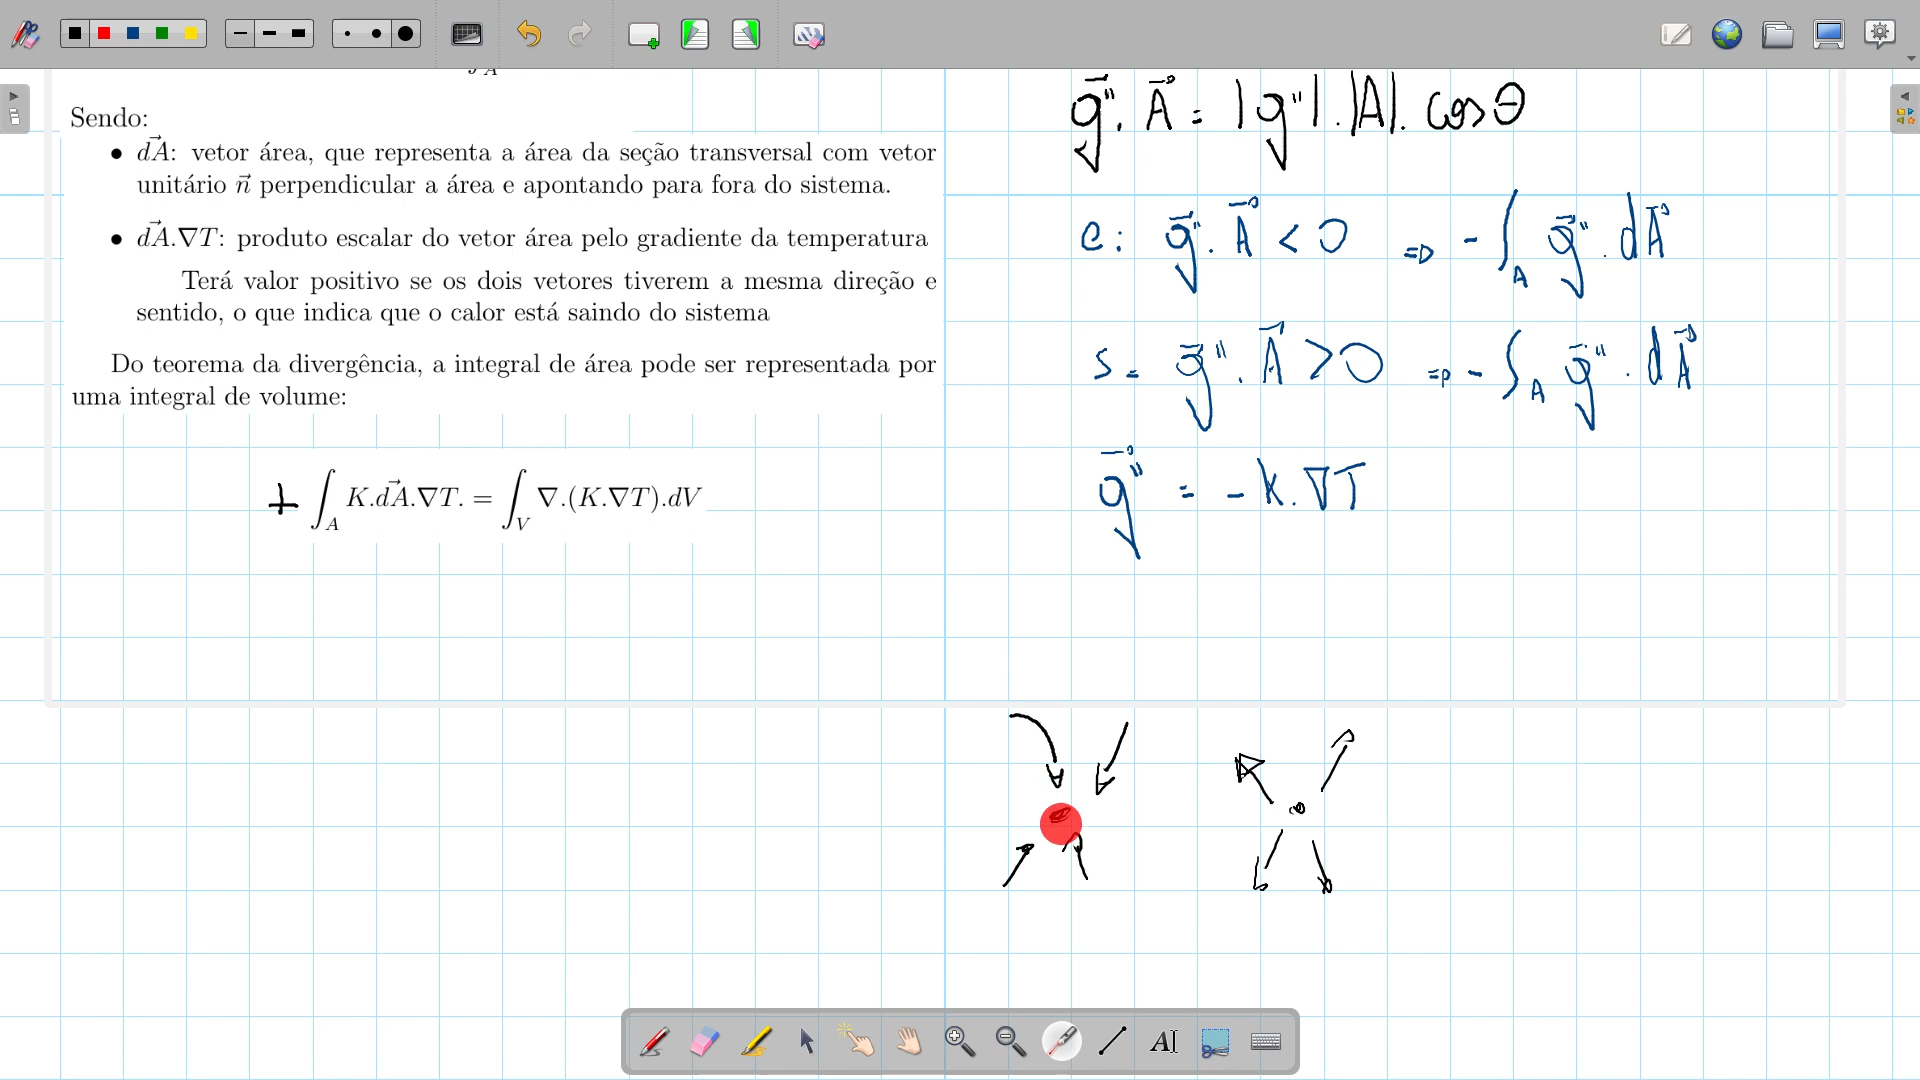 Sendo:
• d\vec{A}: vetor área, que representa a área da seção transversal com vetor
unitário \vec{n} perpendicular a área e apontando para fora do sistema.
• d\vec{A}.∇T: produto escalar do vetor área pelo gradiente da temperatura
Terá valor positivo se os dois vetores tiverem a mesma direção e
sentido, o que indica que o calor está saindo do sistema
Do teorema da divergência, a integral de área pode ser representada por
uma integral de volume:
+ ∫_A K.d\vec{A}.∇T. = ∫_V ∇.(K.∇T).dV
\vec{q}''. \vec{A} = |q''|.|A|. cos θ
e: \vec{q}''. \vec{A} < 0 ⇒ - ∫_A \vec{q}''. d\vec{A}
s = \vec{q}''. \vec{A} > 0 ⇒ - ∫_A \vec{q}''. d\vec{A}
\vec{q}'' = - k. ∇T